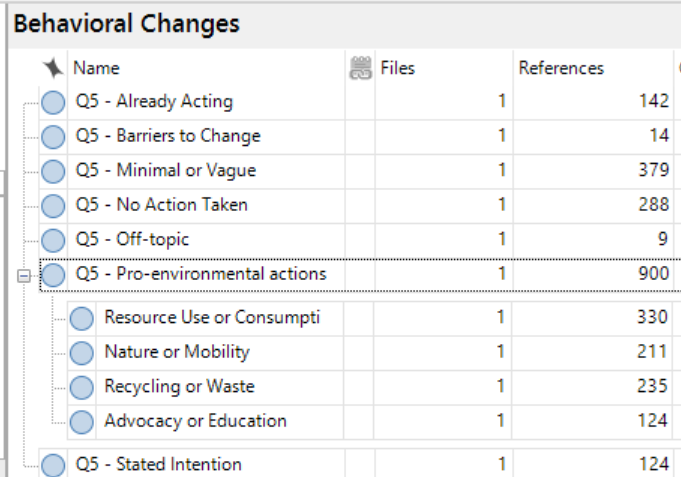 Behavioral Changes
Name Files References
Q5 - Already Acting 1 142
Q5 - Barriers to Change 1 14
Q5 - Minimal or Vague 1 379
Q5 - No Action Taken 1 288
Q5 - Off-topic 1 9
Q5 - Pro-environmental actions 1 900
Resource Use or Consumpti 1 330
Nature or Mobility 1 211
Recycling or Waste 1 235
Advocacy or Education 1 124
Q5 - Stated Intention 1 124